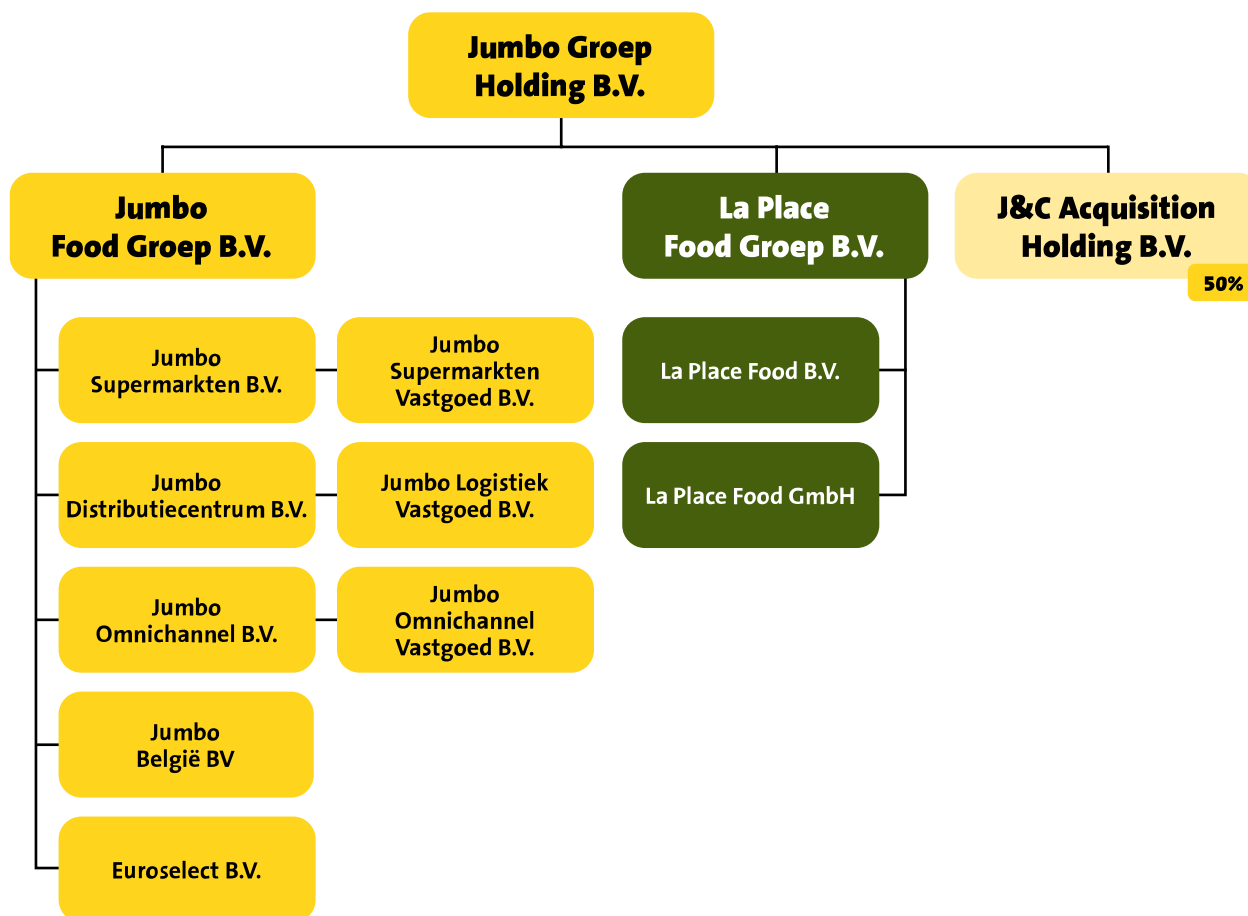 Jumbo Groep
Holding B.V.
Jumbo
Food Groep B.V.
La Place
Food Groep B.V.
J&C Acquisition
Holding B.V.
50%
Jumbo
Supermarkten B.V.
Jumbo
Supermarkten
Vastgoed B.V.
La Place Food B.V.
Jumbo
Distributiecentrum B.V.
Jumbo Logistiek
Vastgoed B.V.
La Place Food GmbH
Jumbo
Omnichannel B.V.
Jumbo
Omnichannel
Vastgoed B.V.
Jumbo
België BV
Euroselect B.V.